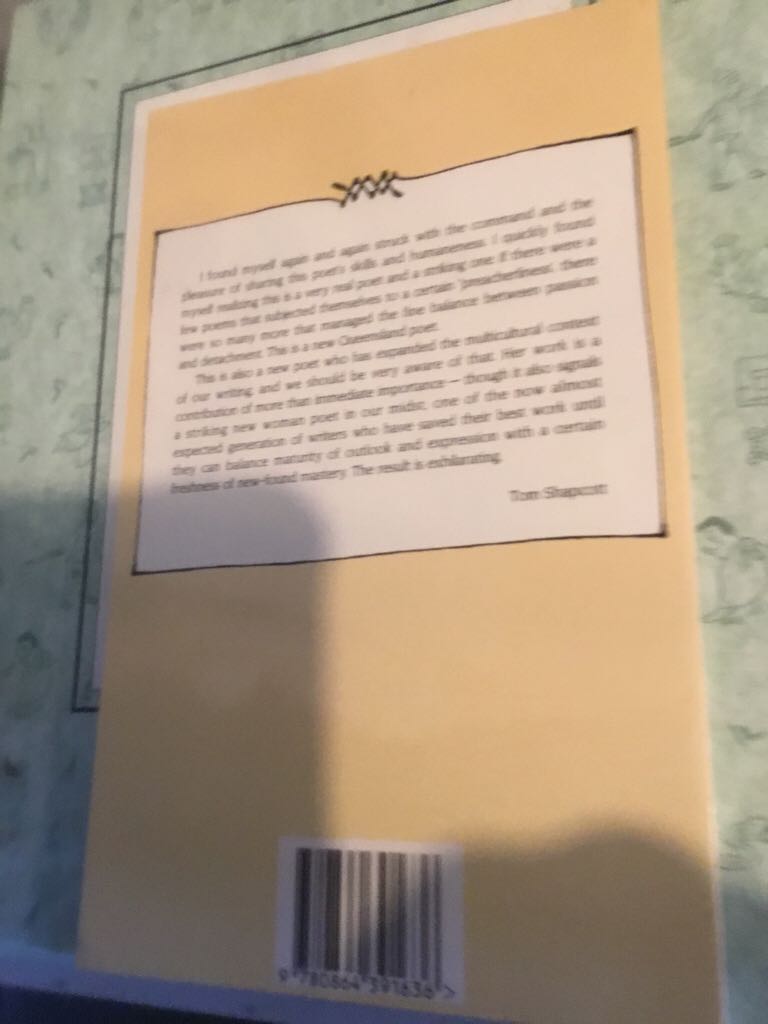 I found myself again and again struck with the command and the
pleasure of sharing this poet's skills and humaneness. I quickly found
myself realizing this is a very real poet and a striking one. If there were a
few poems that subjected themselves to a certain 'preacherliness', there
were so many more that managed the fine balance between passion
and detachment. This is a new Queensland poet.
This is also a new poet who has expanded the multicultural context
of our writing and we should be very aware of that. Her work is a
contribution of more than immediate importance — though it also signals
a striking new woman poet in our midst, one of the now almost
expected generation of writers who have saved their best work until
they can balance maturity of outlook and expression with a certain
freshness of new-found mastery. The result is exhilarating.
Tom Shapcott
9 780864 391636 >